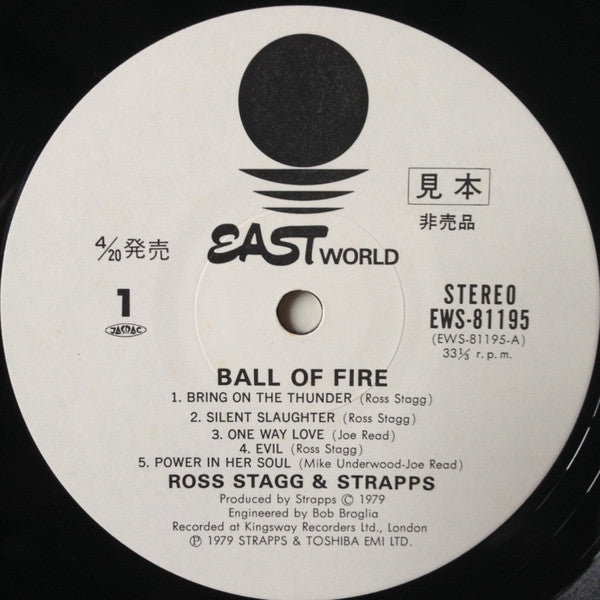 見本
非売品
4/20発売
EAST WORLD
1
JASRAC
STEREO
EWS-81195
(EWS-81195-A)
33⅓ r.p.m.
BALL OF FIRE
1. BRING ON THE THUNDER (Ross Stagg)
2. SILENT SLAUGHTER (Ross Stagg)
3. ONE WAY LOVE (Joe Read)
4. EVIL (Ross Stagg)
5. POWER IN HER SOUL (Mike Underwood-Joe Read)
ROSS STAGG & STRAPPS
Produced by Strapps © 1979
Engineered by Bob Broglia
Recorded at Kingsway Recorders Ltd., London
℗ 1979 STRAPPS & TOSHIBA EMI LTD.